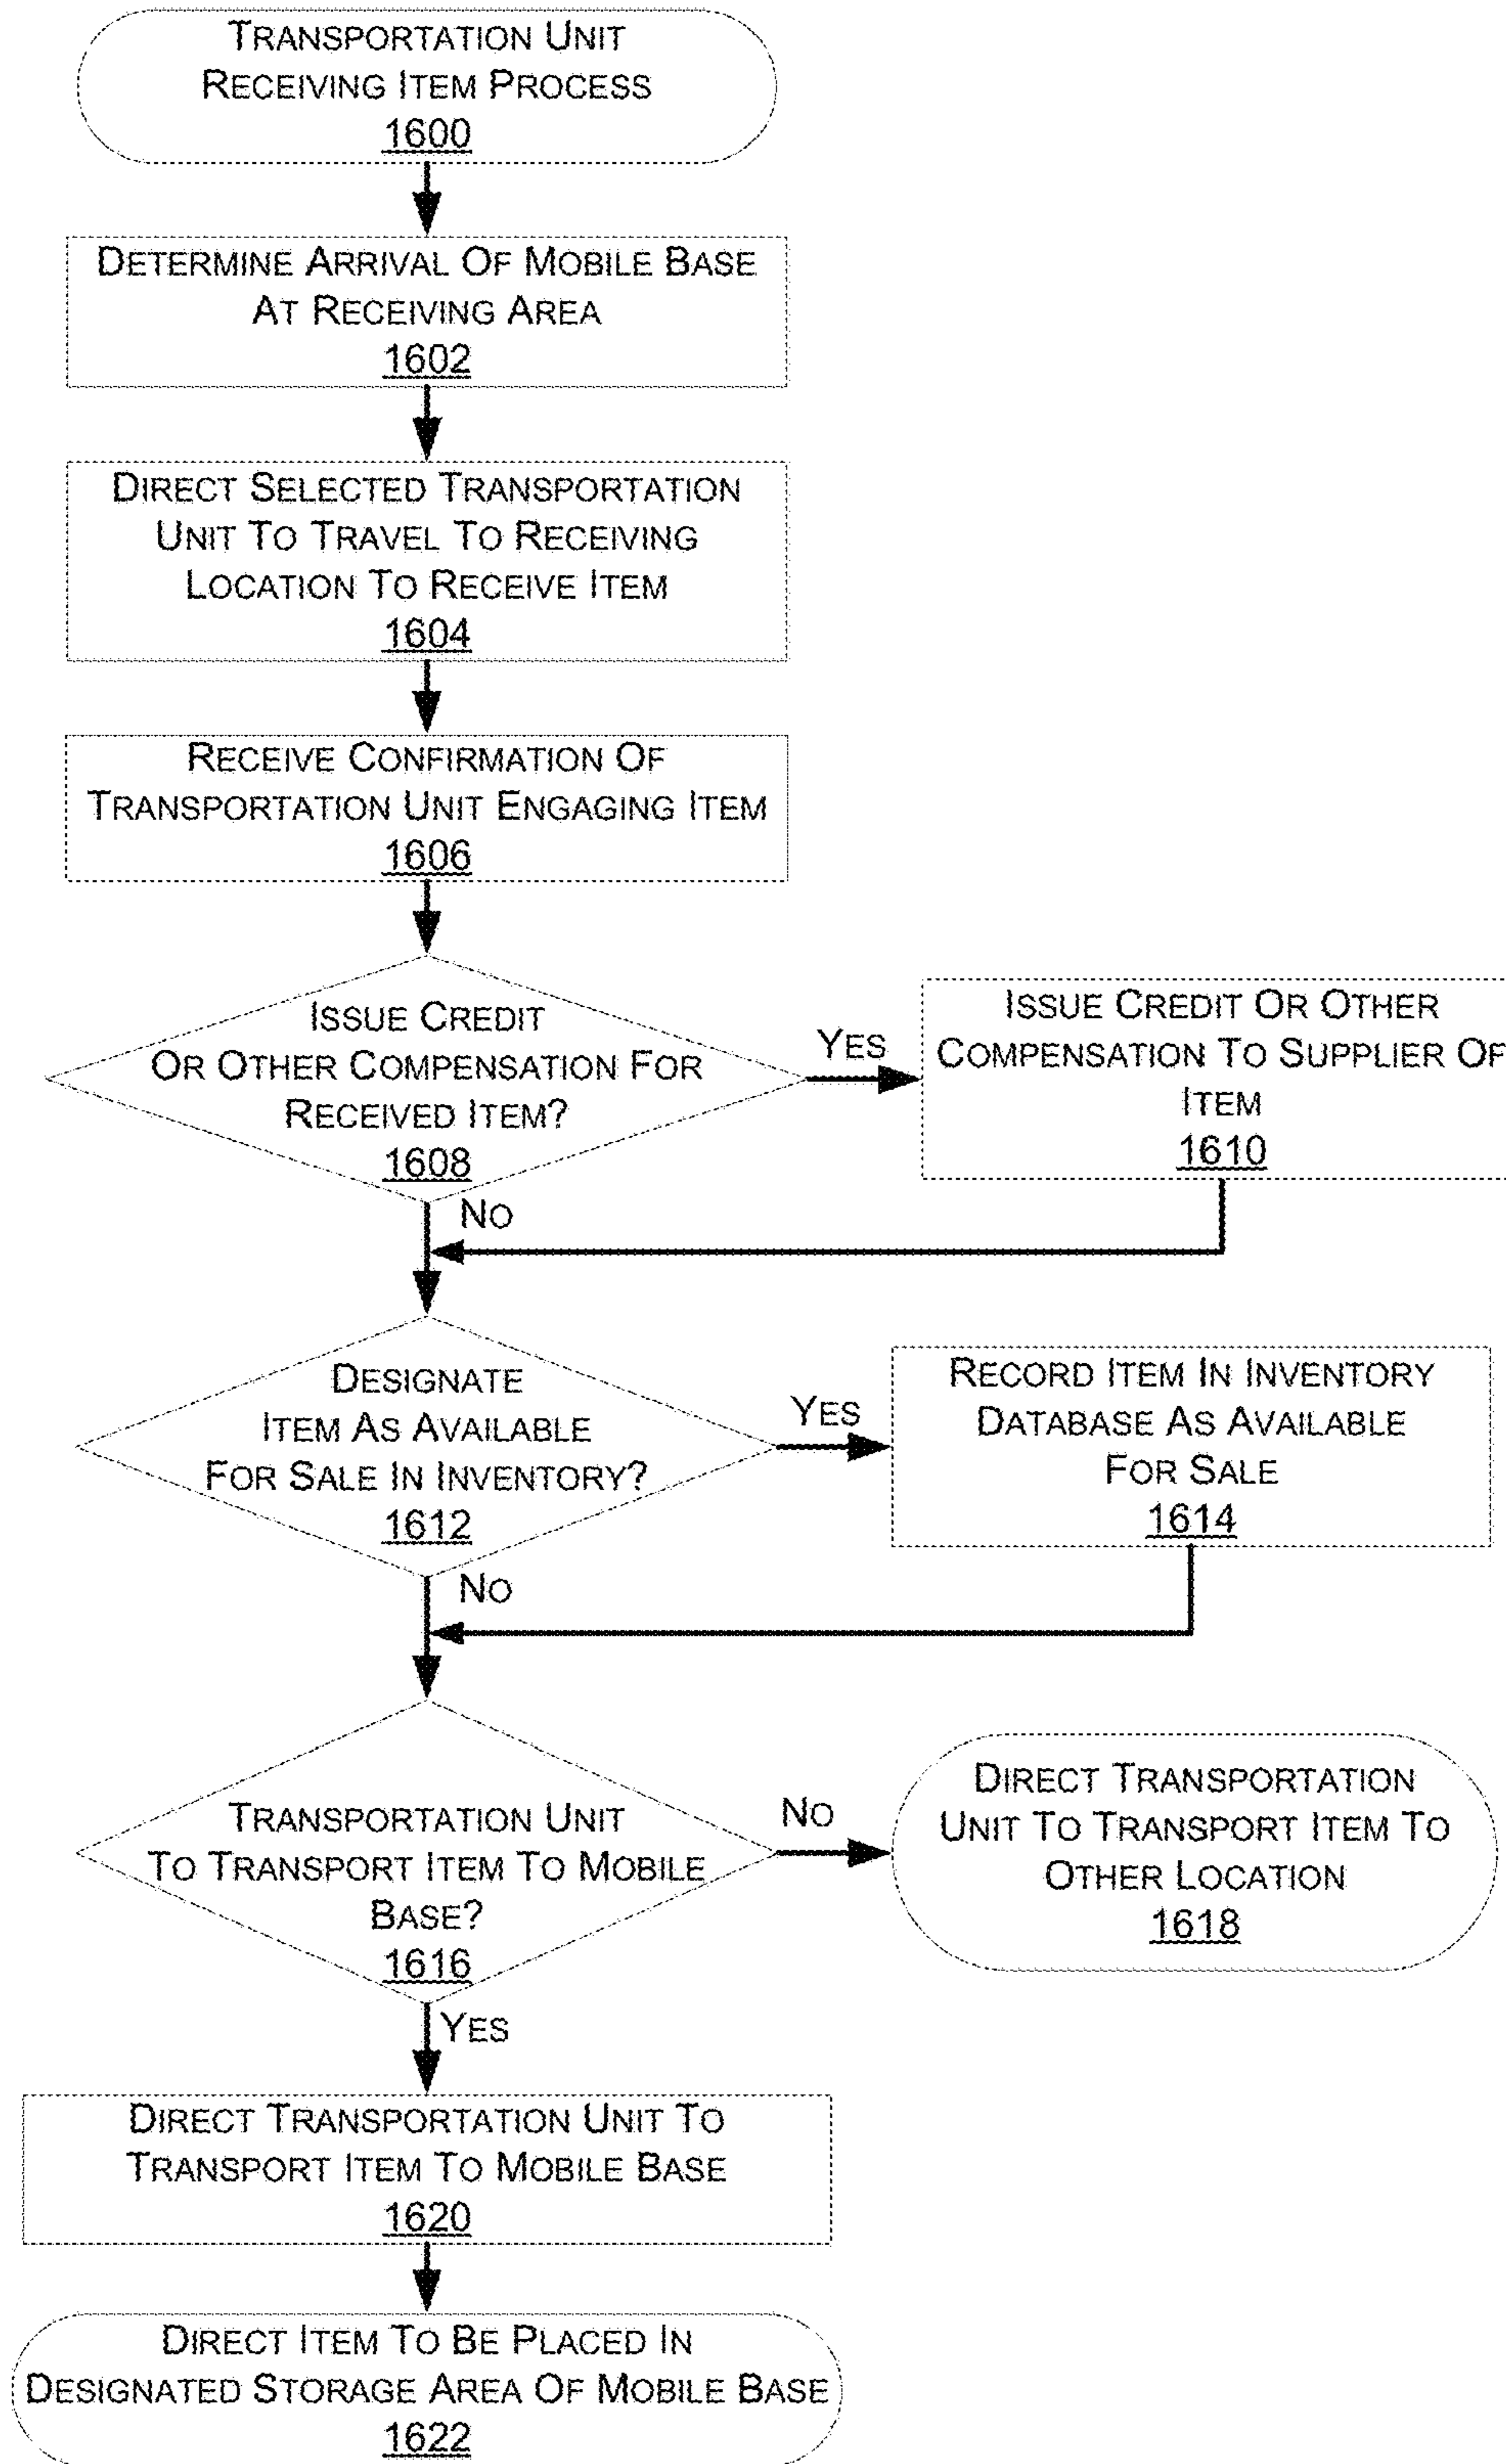 TRANSPORTATION UNIT
RECEIVING ITEM PROCESS
1600
DETERMINE ARRIVAL OF MOBILE BASE
AT RECEIVING AREA
1602
DIRECT SELECTED TRANSPORTATION
UNIT TO TRAVEL TO RECEIVING
LOCATION TO RECEIVE ITEM
1604
RECEIVE CONFIRMATION OF
TRANSPORTATION UNIT ENGAGING ITEM
1606
ISSUE CREDIT
OR OTHER COMPENSATION FOR
RECEIVED ITEM?
1608
YES
ISSUE CREDIT OR OTHER
COMPENSATION TO SUPPLIER OF
ITEM
1610
NO
DESIGNATE
ITEM AS AVAILABLE
FOR SALE IN INVENTORY?
1612
YES
RECORD ITEM IN INVENTORY
DATABASE AS AVAILABLE
FOR SALE
1614
NO
TRANSPORTATION UNIT
TO TRANSPORT ITEM TO MOBILE
BASE?
1616
NO
DIRECT TRANSPORTATION
UNIT TO TRANSPORT ITEM TO
OTHER LOCATION
1618
YES
DIRECT TRANSPORTATION UNIT TO
TRANSPORT ITEM TO MOBILE BASE
1620
DIRECT ITEM TO BE PLACED IN
DESIGNATED STORAGE AREA OF MOBILE BASE
1622